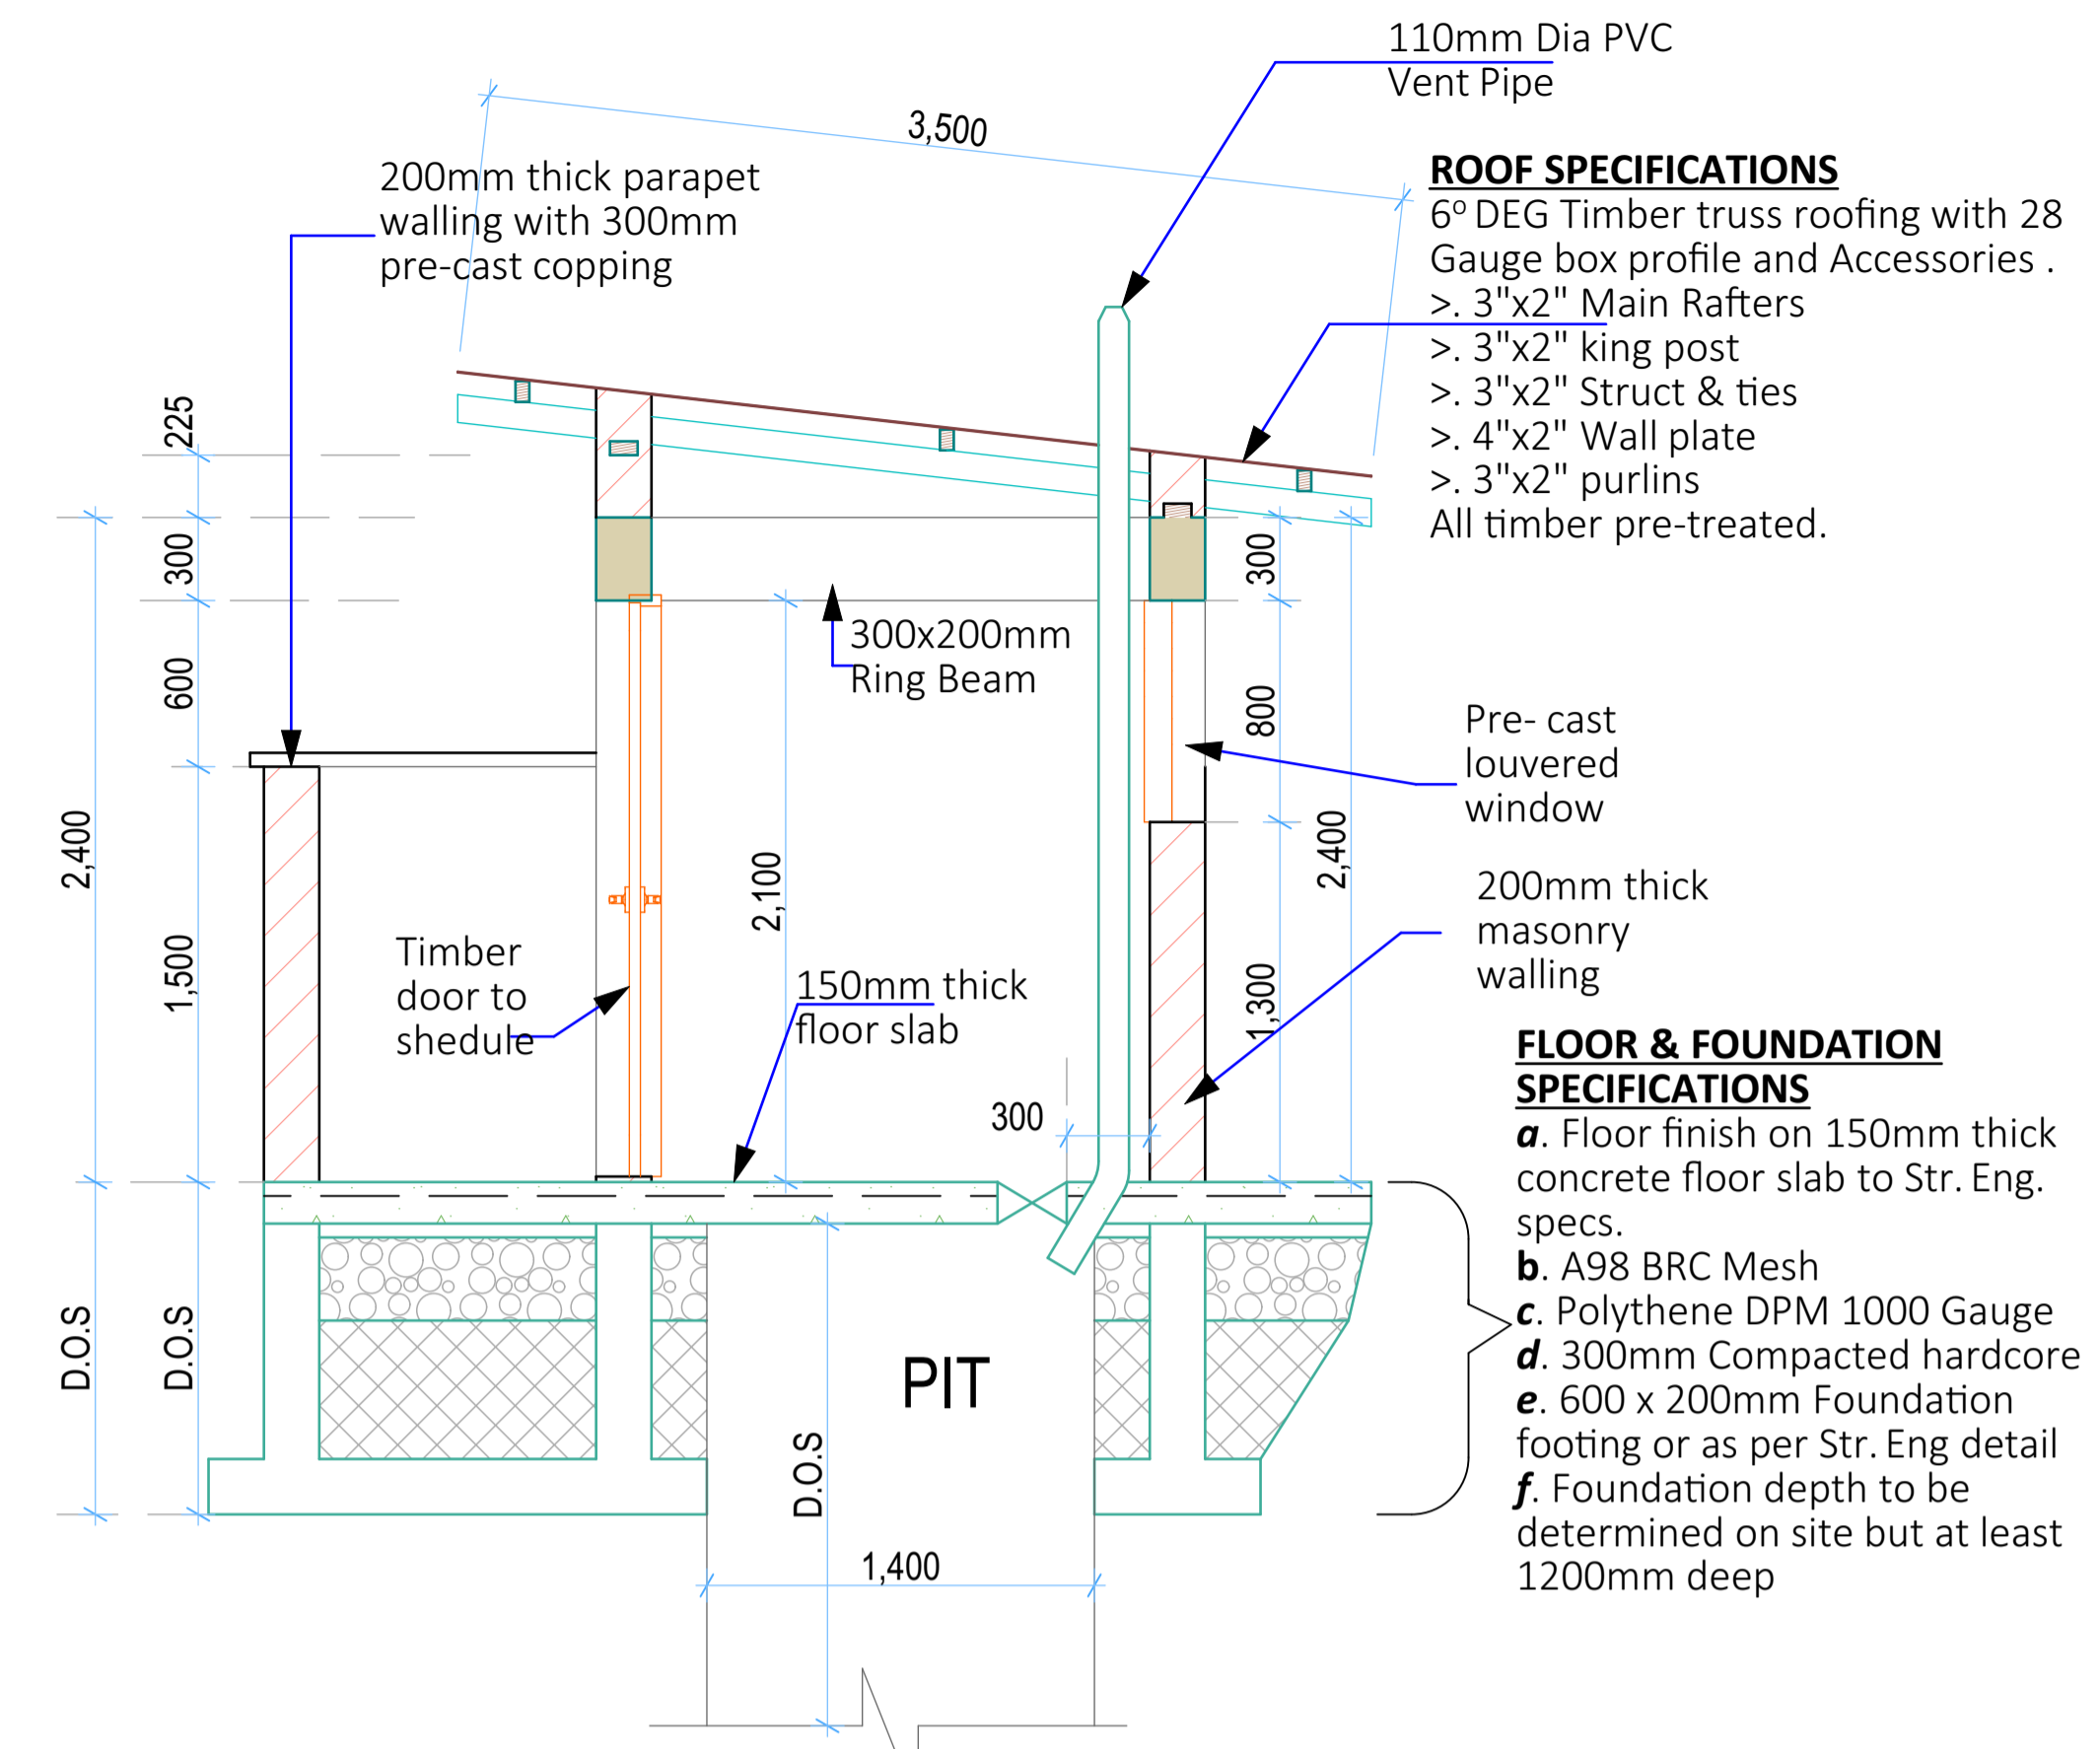 110mm Dia PVC
Vent Pipe
3,500
200mm thick parapet
walling with 300mm
pre-cast copping
ROOF SPECIFICATIONS
6º DEG Timber truss roofing with 28
Gauge box profile and Accessories .
>. 3"x2" Main Rafters
>. 3"x2" king post
>. 3"x2" Struct & ties
>. 4"x2" Wall plate
>. 3"x2" purlins
All timber pre-treated.
225
300
600
1,500
2,400
300x200mm
Ring Beam
300
800
1,300
2,400
Pre- cast
louvered
window
200mm thick
masonry
walling
2,100
Timber
door to
shedule
150mm thick
floor slab
300
FLOOR & FOUNDATION
SPECIFICATIONS
a. Floor finish on 150mm thick
concrete floor slab to Str. Eng.
specs.
b. A98 BRC Mesh
c. Polythene DPM 1000 Gauge
d. 300mm Compacted hardcore
e. 600 x 200mm Foundation
footing or as per Str. Eng detail
f. Foundation depth to be
determined on site but at least
1200mm deep
D.O.S
D.O.S
PIT
D.O.S
1,400